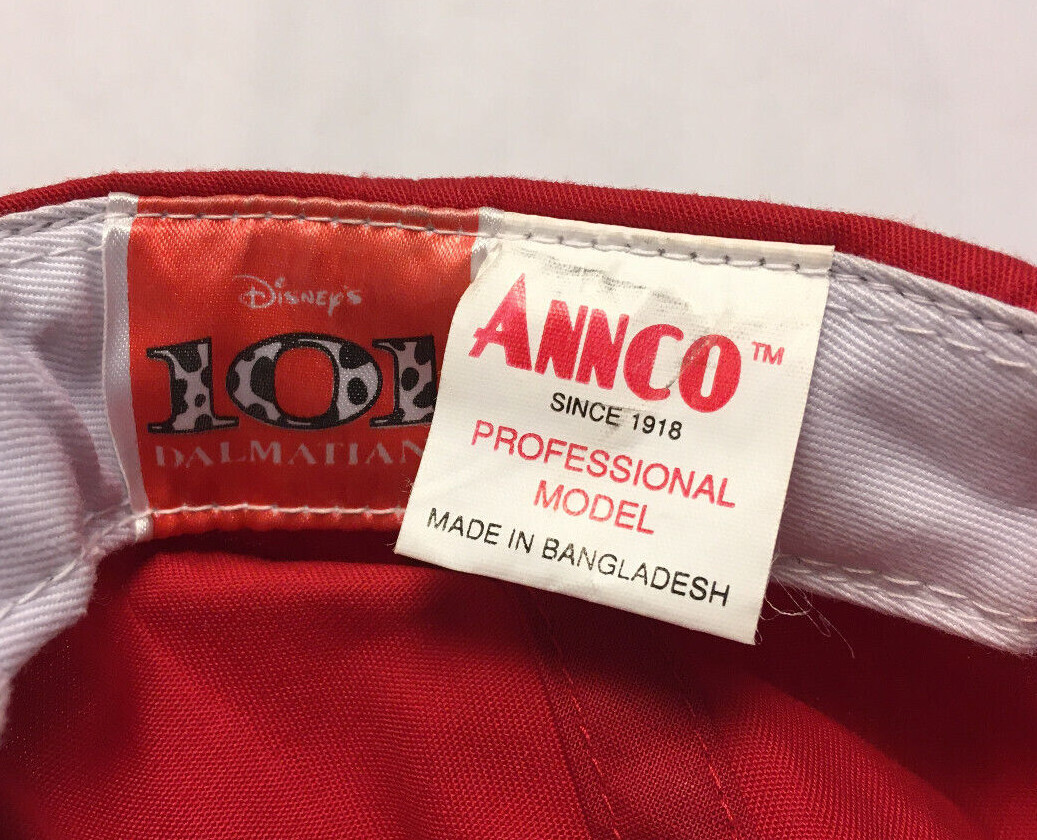 DISNEY'S
101
DALMATIAN
ANNCO™
SINCE 1918
PROFESSIONAL
MODEL
MADE IN BANGLADESH